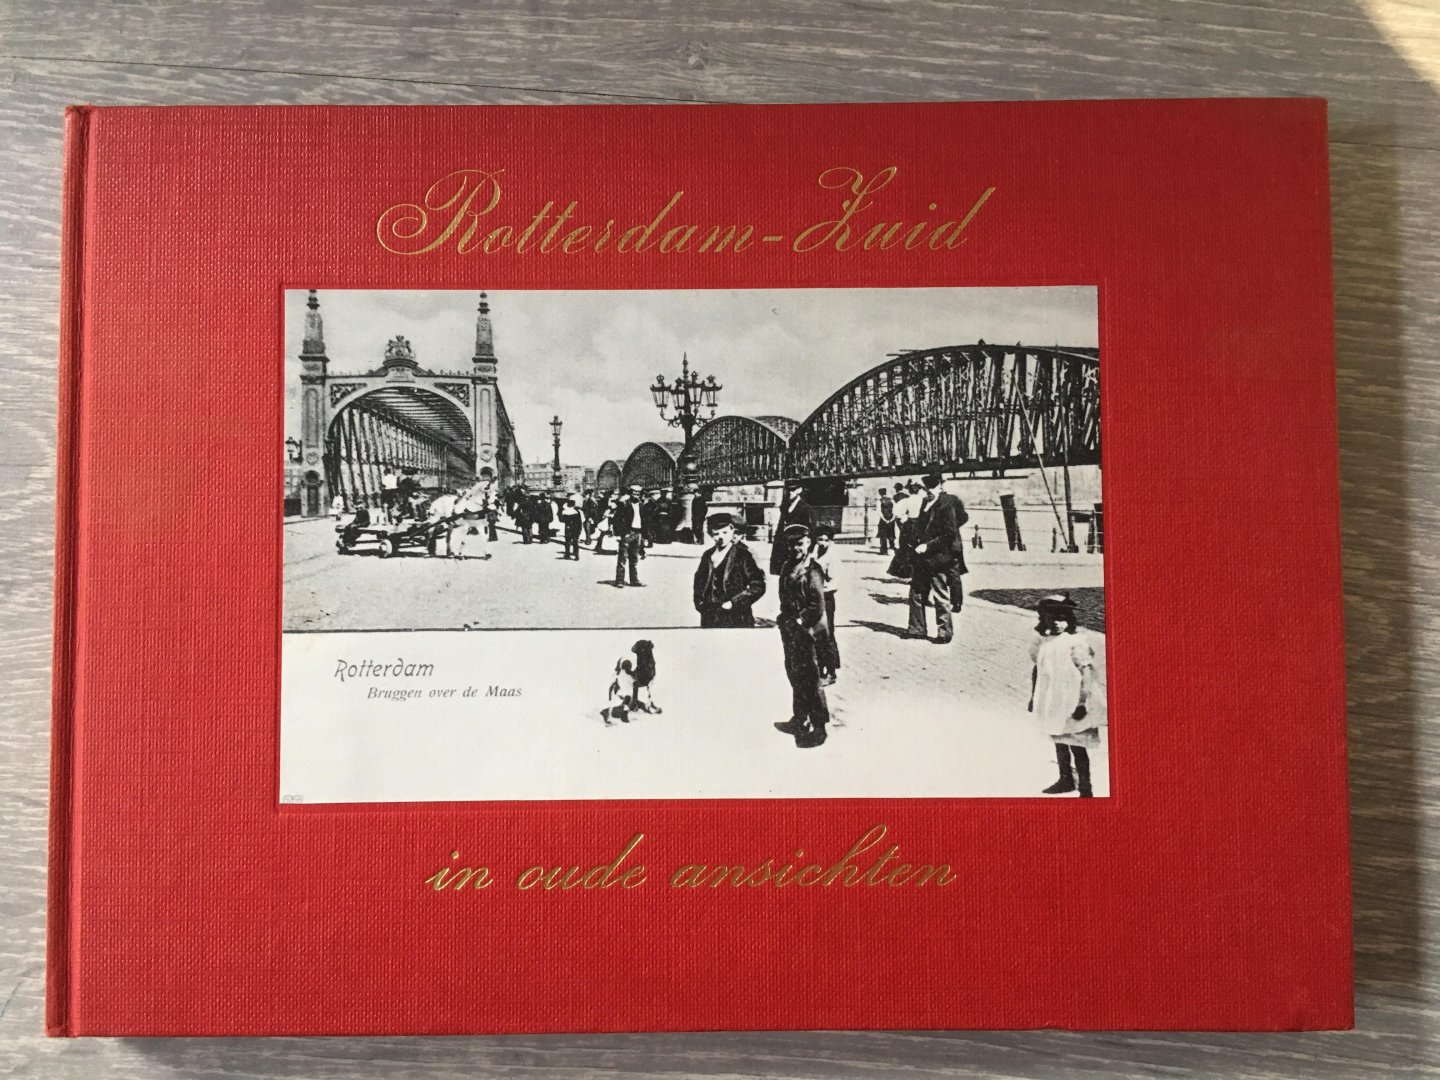 Rotterdam-Zuid
Rotterdam
Bruggen over de Maas
in oude ansichten